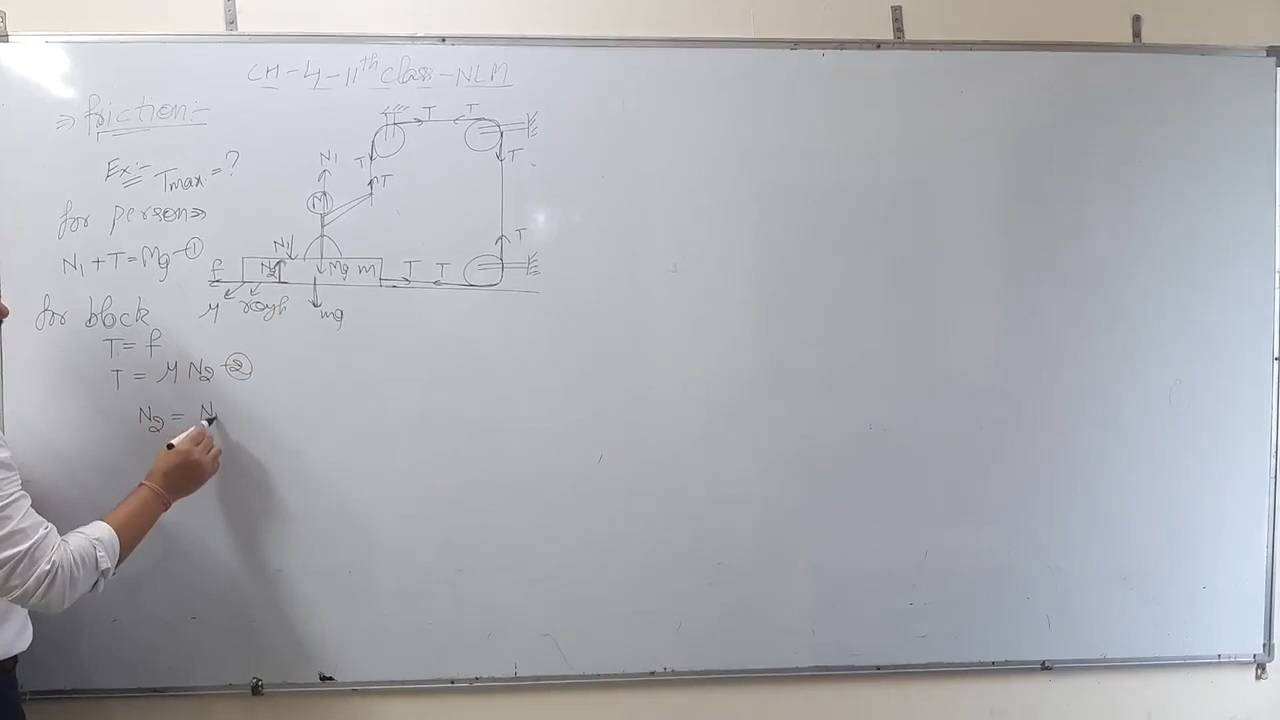 CH-4-11th Class-NLM
⇒ friction:-
Ex:- Tmax. = ?
for person⇒
N1 + T = Mg -①
for block
T = f
T = μ N2 -②
N2 = N
N1
M
T
T
T
T
T
T
T
T
N1
N2
Mg
m
f
μ
rough
mg